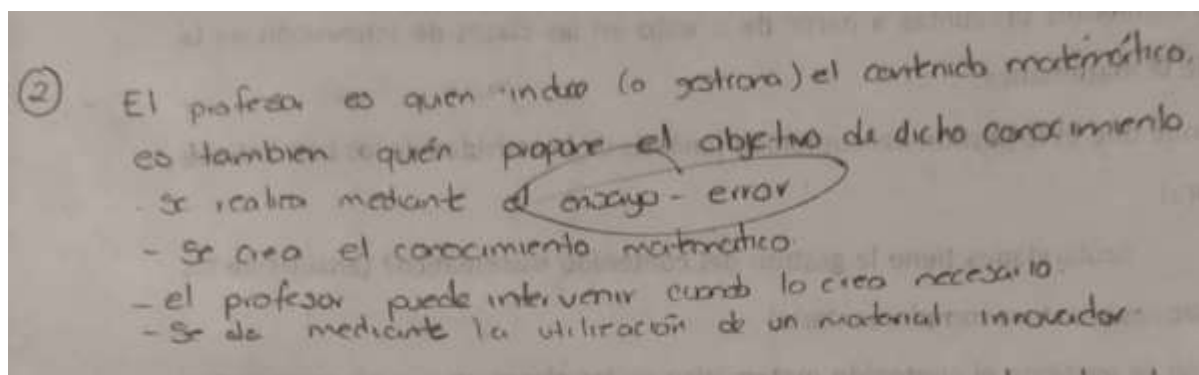 ② El profesor es quien induce (o gestiona) el contenido matemático,
es tambien quién propone el objetivo de dicho conocimiento
- se realiza mediante el ensayo - error
- Se crea el conocimiento matemático
- el profesor puede intervenir cuando lo crea necesario
- Se da mediante la utilización de un material innovador